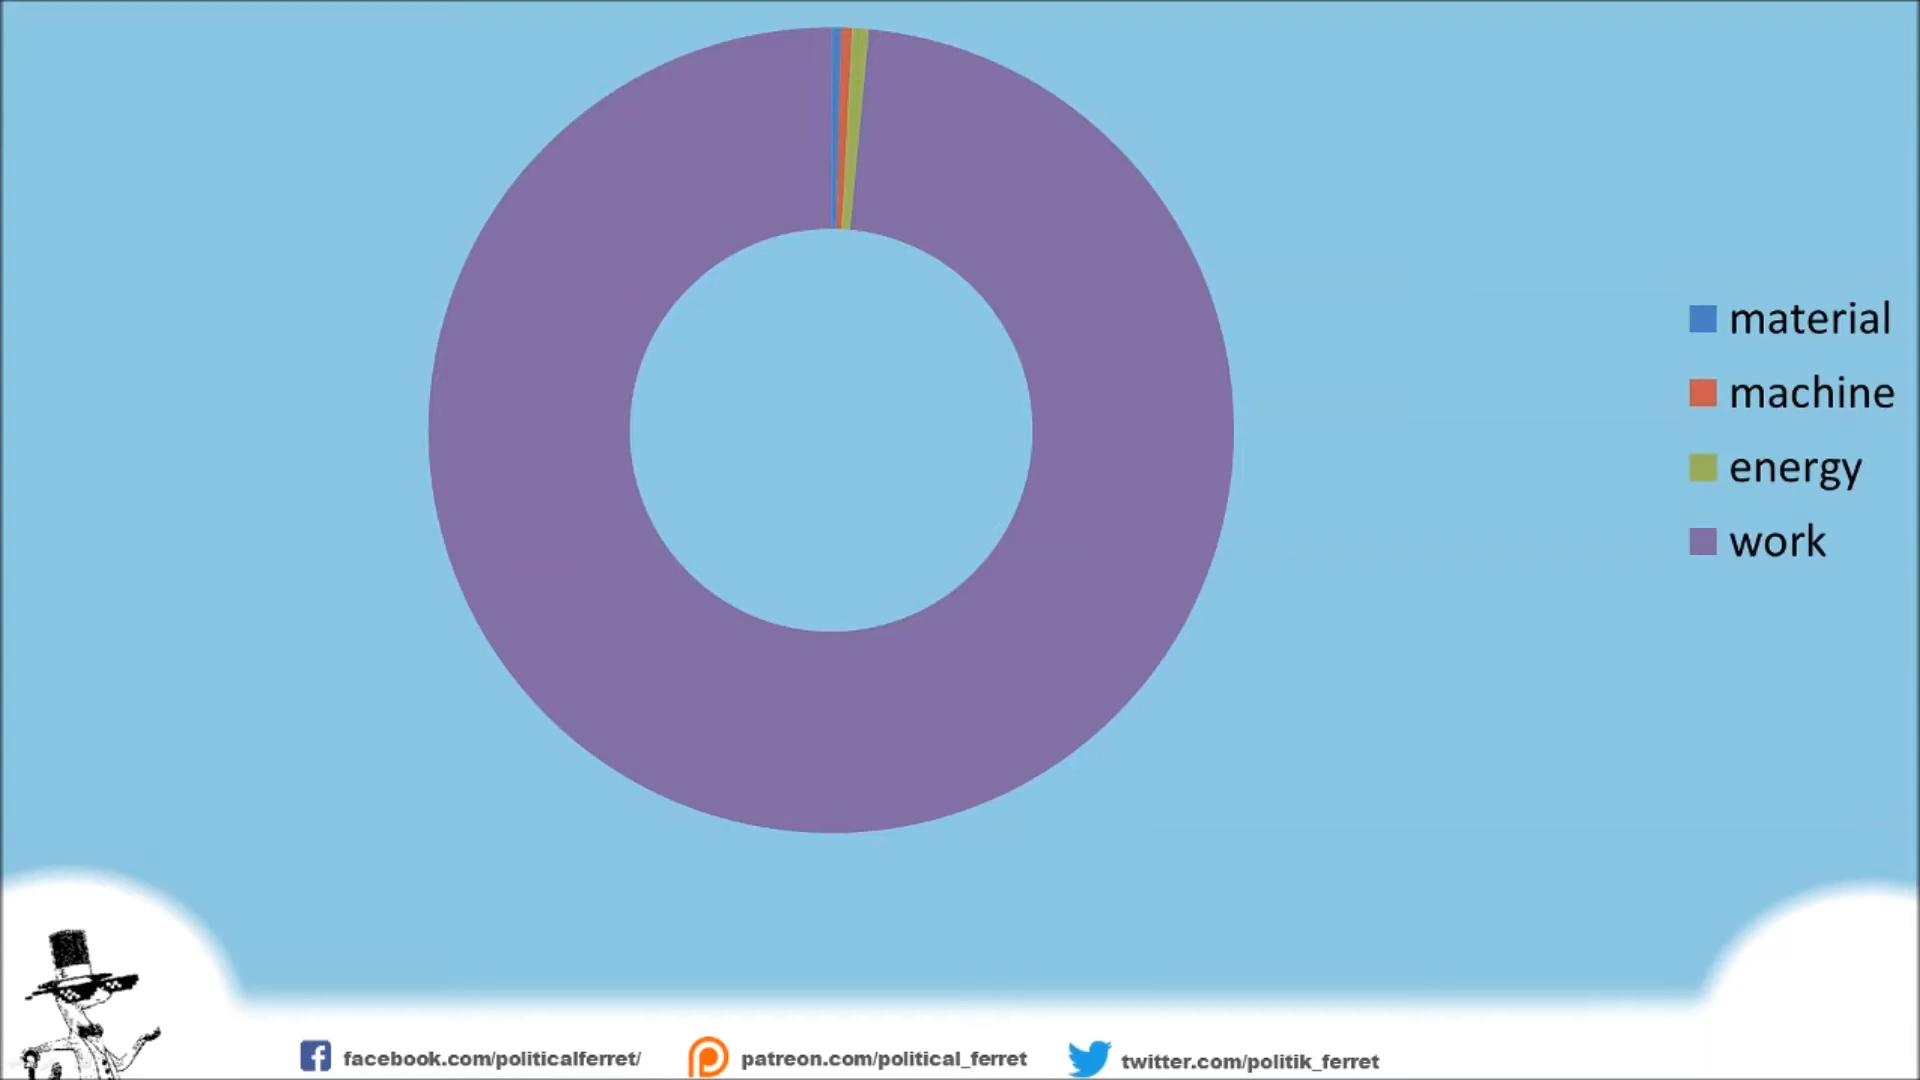 material
machine
energy
work
facebook.com/politicalferret/
patreon.com/political_ferret
twitter.com/politik_ferret